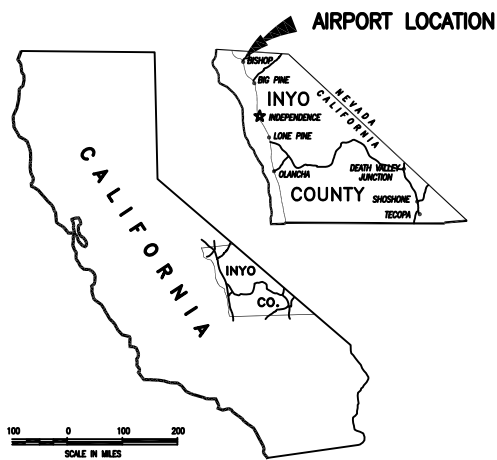 AIRPORT LOCATION
BISHOP
BIG PINE
INYO
NEVADA
CALIFORNIA
INDEPENDENCE
LONE PINE
OLANCHA
DEATH VALLEY
JUNCTION
COUNTY
SHOSHONE
TECOPA
CALIFORNIA
INYO
CO.
100 0 100 200
SCALE IN MILES